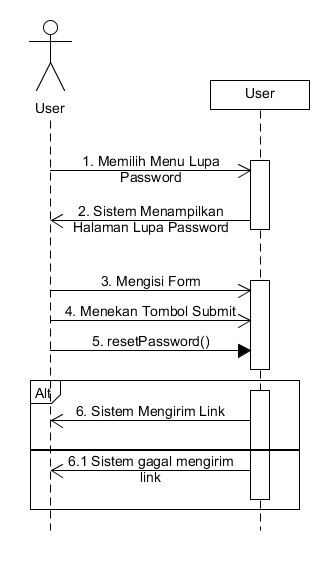 User
User
1. Memilih Menu Lupa
Password
2. Sistem Menampilkan
Halaman Lupa Password
3. Mengisi Form
4. Menekan Tombol Submit
5. resetPassword()
Alt
6. Sistem Mengirim Link
6.1 Sistem gagal mengirim
link